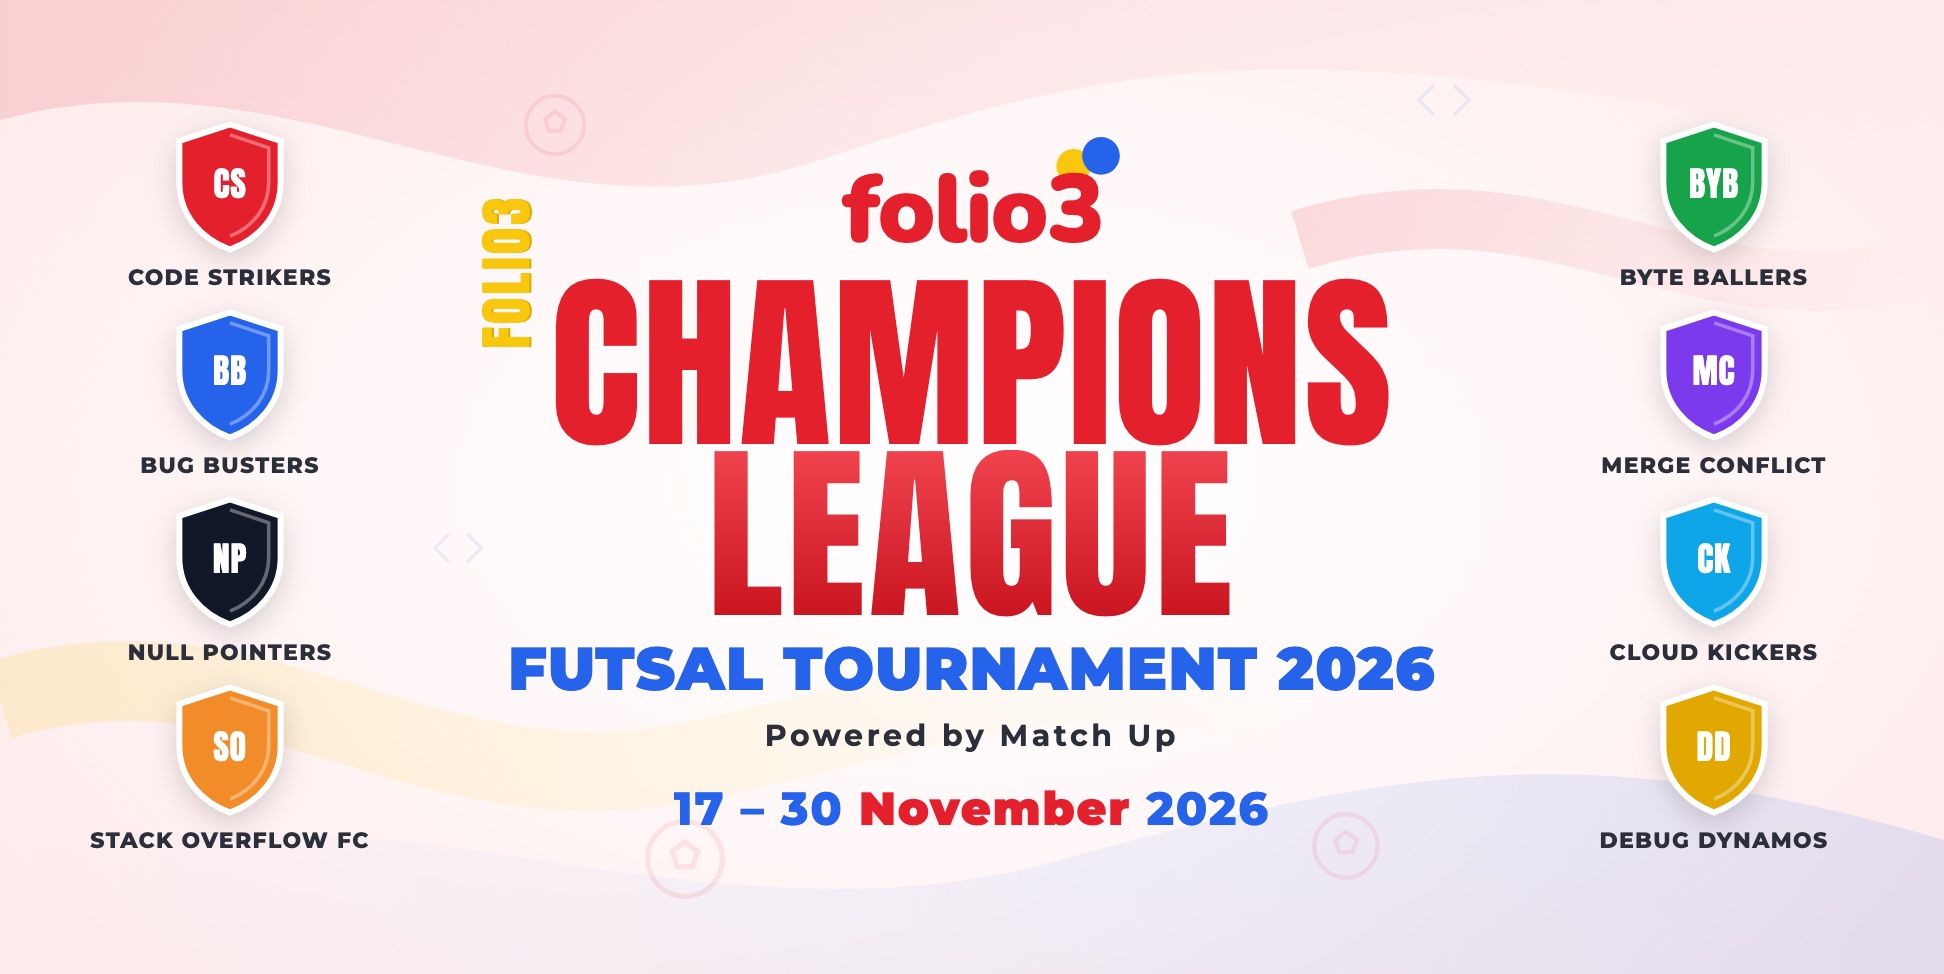 CS
CODE STRIKERS
BB
BUG BUSTERS
NP
NULL POINTERS
SO
STACK OVERFLOW FC
folio3
FOLIO3
CHAMPIONS
LEAGUE
FUTSAL TOURNAMENT 2026
Powered by Match Up
17 – 30 November 2026
BYB
BYTE BALLERS
MC
MERGE CONFLICT
CK
CLOUD KICKERS
DD
DEBUG DYNAMOS